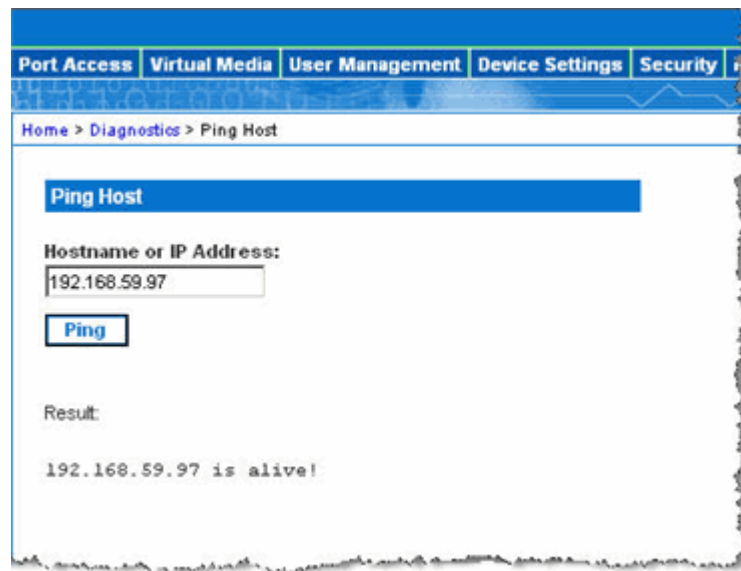 Port Access Virtual Media User Management Device Settings Security
Home > Diagnostics > Ping Host
Ping Host
Hostname or IP Address:
192.168.59.97
Ping
Result:
192.168.59.97 is alive!